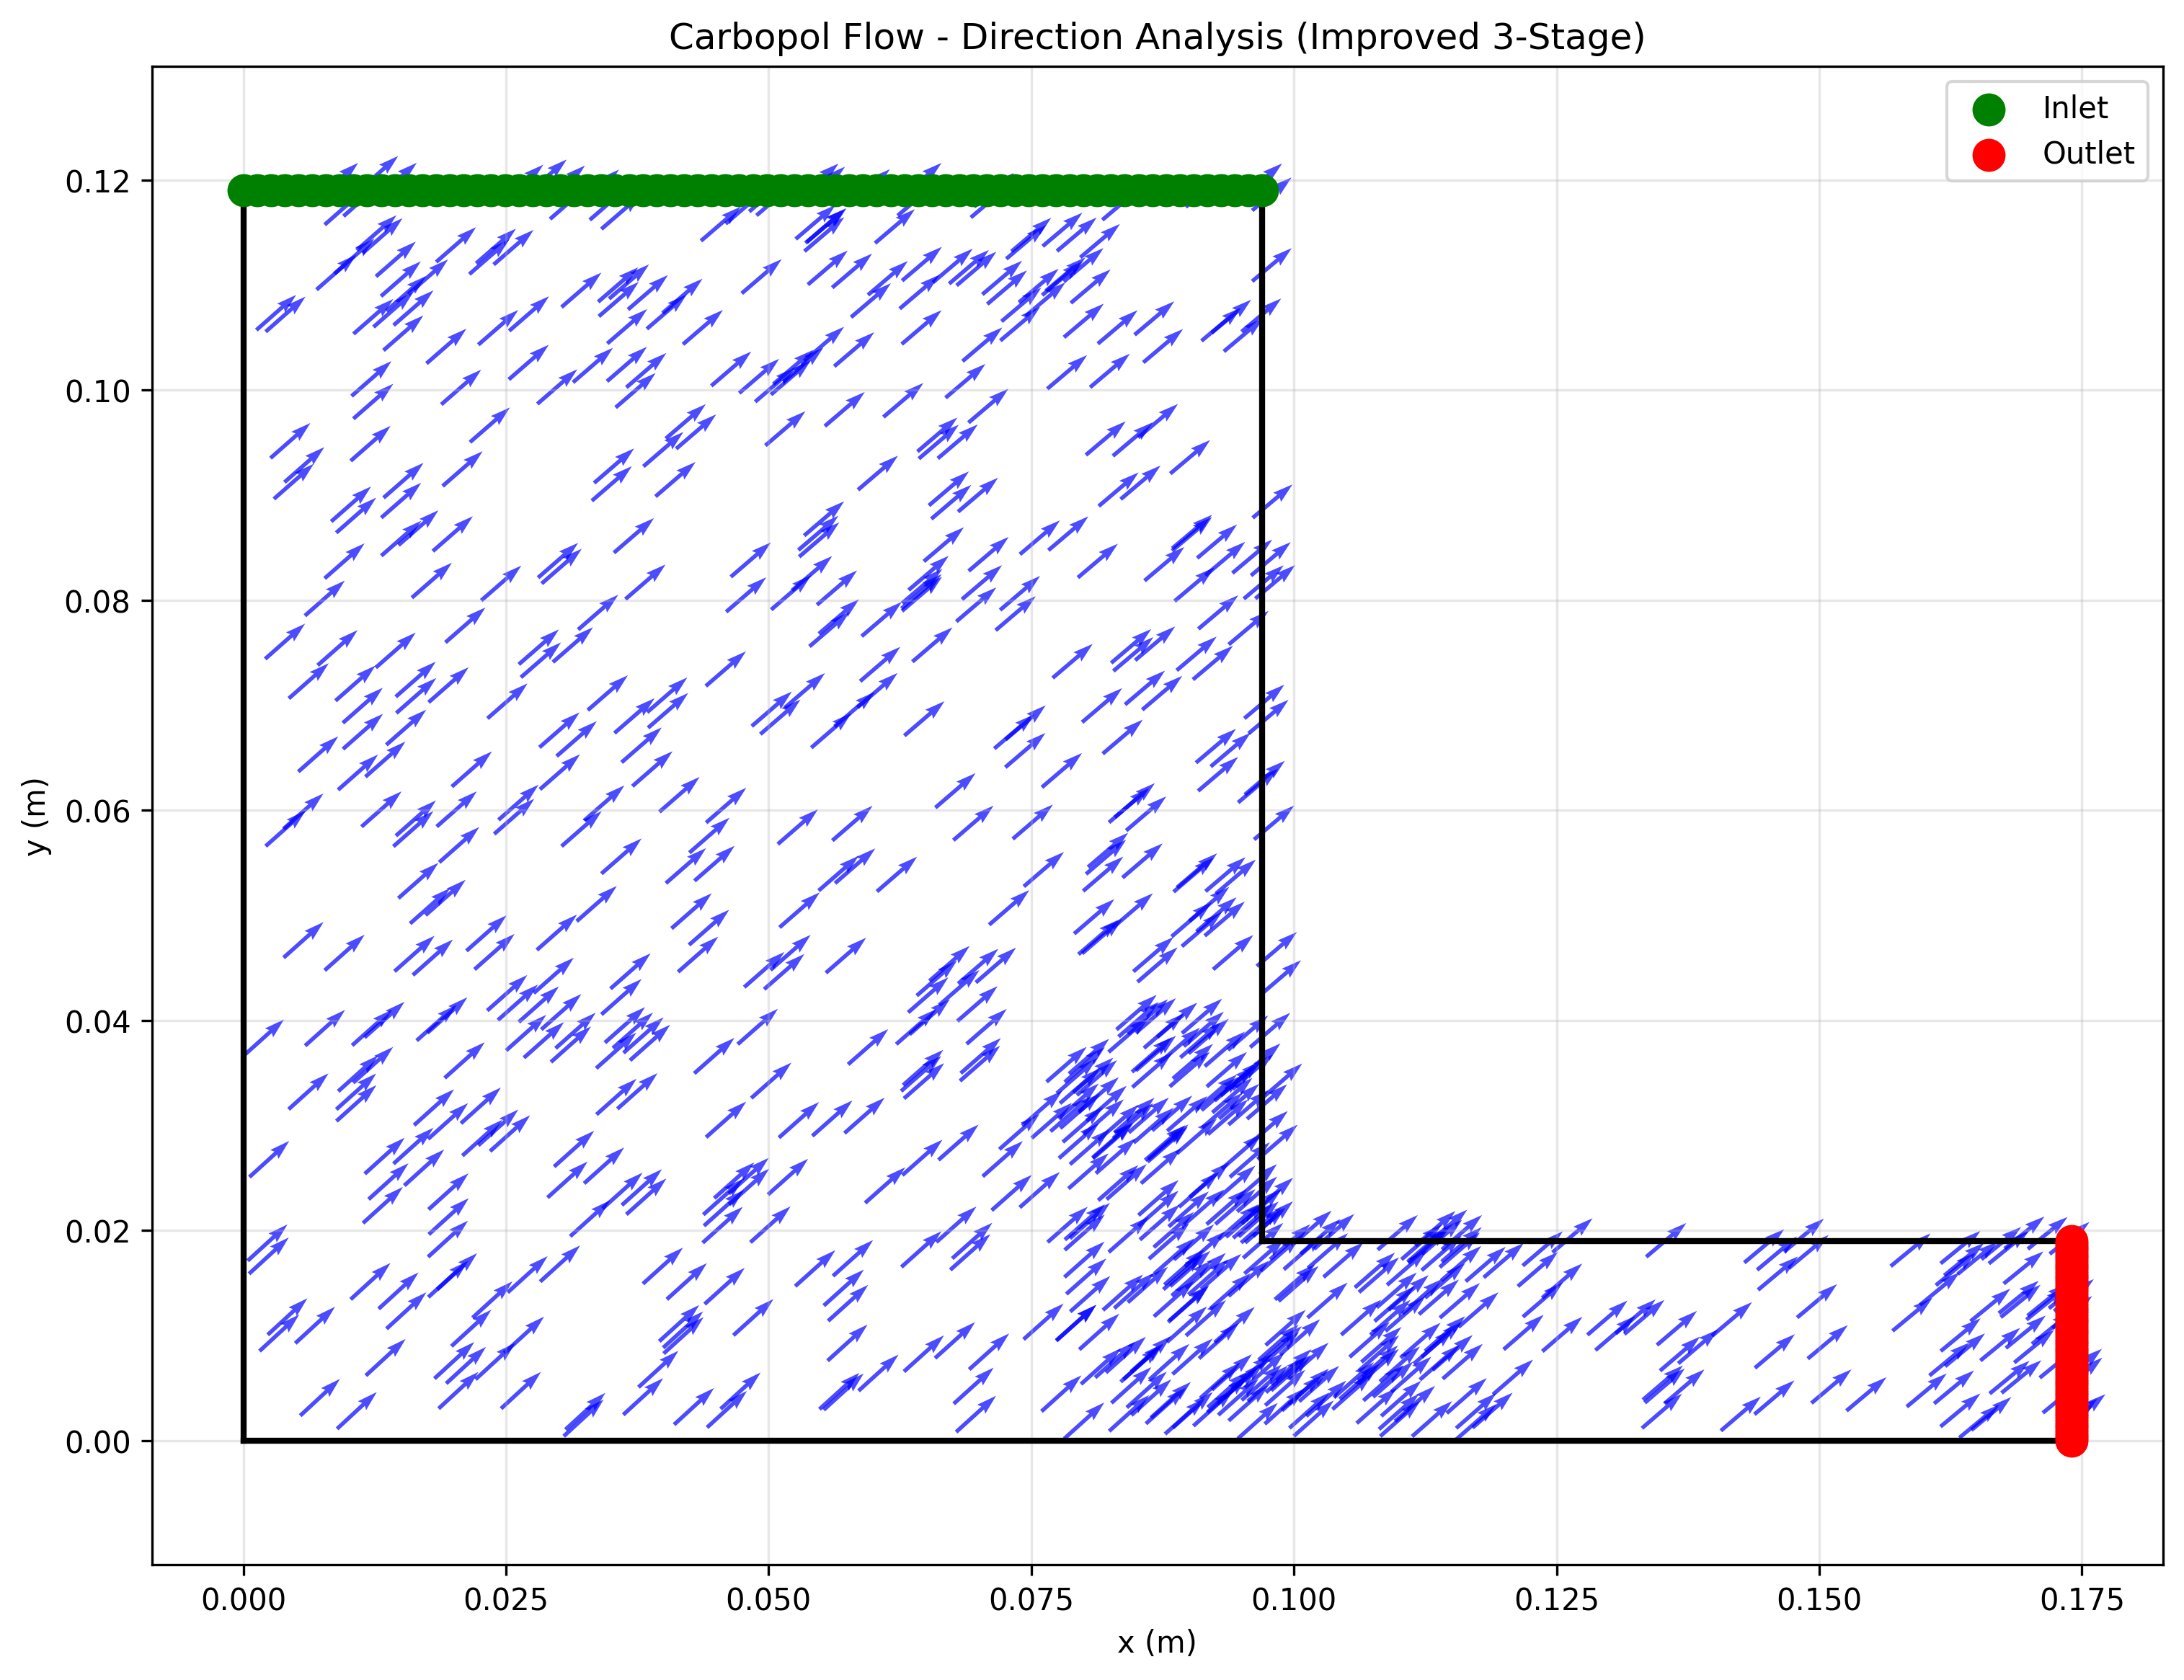 Carbopol Flow - Direction Analysis (Improved 3-Stage)
Inlet
Outlet
0.12
0.10
0.08
0.06
0.04
0.02
0.00
y (m)
0.000 0.025 0.050 0.075 0.100 0.125 0.150 0.175
x (m)